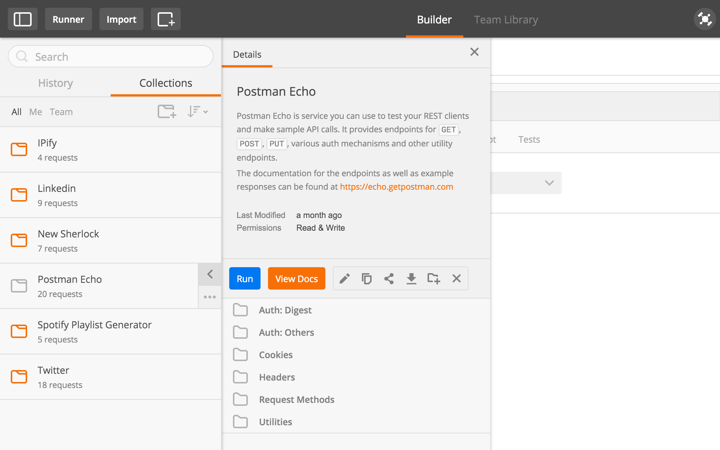 Runner
Import
Builder
Team Library
Search
History
Collections
All Me Team
IPify
4 requests
Linkedin
9 requests
New Sherlock
7 requests
Postman Echo
20 requests
Spotify Playlist Generator
5 requests
Twitter
18 requests
Details
Postman Echo
Postman Echo is service you can use to test your REST clients
and make sample API calls. It provides endpoints for GET ,
POST , PUT , various auth mechanisms and other utility
endpoints.
The documentation for the endpoints as well as example
responses can be found at https://echo.getpostman.com
Last Modified a month ago
Permissions Read & Write
Run
View Docs
Auth: Digest
Auth: Others
Cookies
Headers
Request Methods
Utilities
Tests